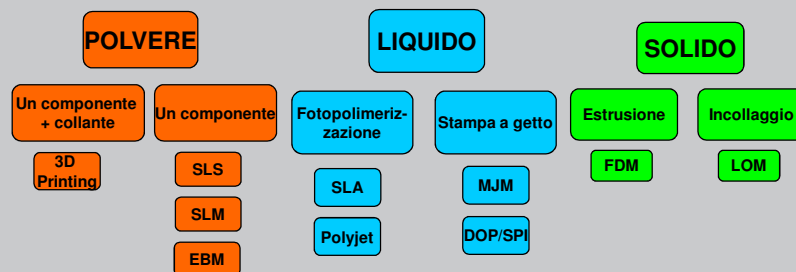 POLVERE
LIQUIDO
SOLIDO
Un componente
+ collante
Un componente
Fotopolimeriz-
zazione
Stampa a getto
Estrusione
Incollaggio
3D
Printing
SLS
SLM
EBM
SLA
Polyjet
MJM
DOP/SPI
FDM
LOM